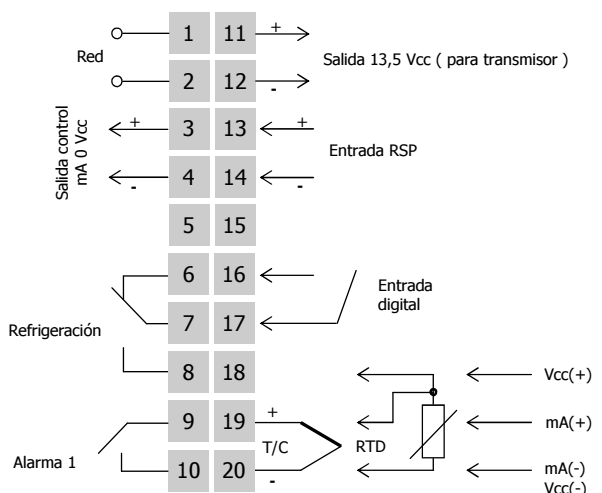 1 11 +
Red
Salida 13,5 Vcc ( para transmisor )
2 12 -
+ 3 13 +
Salida control
mA 0 Vcc
Entrada RSP
- 4 14 -
5 15
6 16
Entrada
digital
7 17
Refrigeración
8 18
Vcc(+)
9 19 +
mA(+)
T/C
RTD
Alarma 1
10 20 -
mA(-)
Vcc(-)